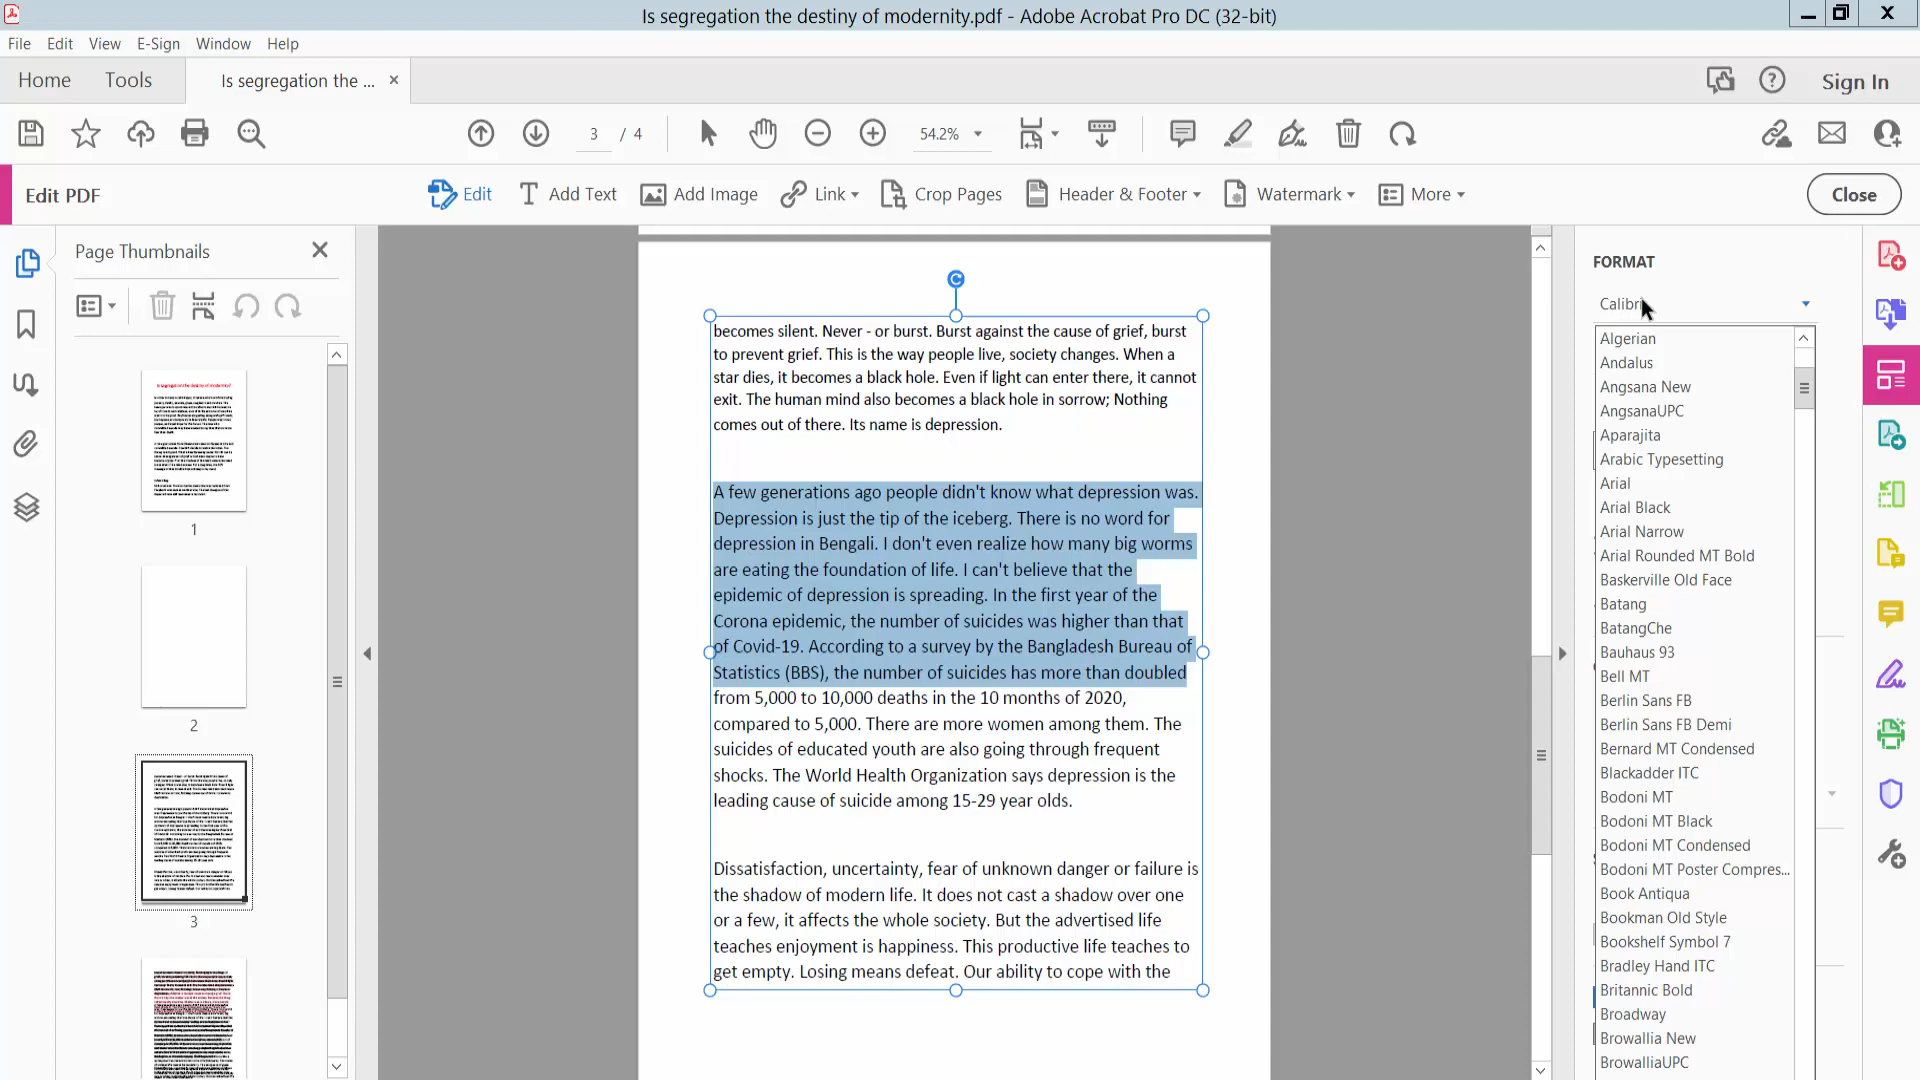 Is segregation the destiny of modernity.pdf - Adobe Acrobat Pro DC (32-bit)
File Edit View E-Sign Window Help
Home Tools Is segregation the ... Sign In
3 / 4 54.2%
Edit PDF Edit Add Text Add Image Link Crop Pages Header & Footer Watermark More Close
Page Thumbnails
1
2
3
becomes silent. Never - or burst. Burst against the cause of grief, burst
to prevent grief. This is the way people live, society changes. When a
star dies, it becomes a black hole. Even if light can enter there, it cannot
exit. The human mind also becomes a black hole in sorrow; Nothing
comes out of there. Its name is depression.
A few generations ago people didn't know what depression was.
Depression is just the tip of the iceberg. There is no word for
depression in Bengali. I don't even realize how many big worms
are eating the foundation of life. I can't believe that the
epidemic of depression is spreading. In the first year of the
Corona epidemic, the number of suicides was higher than that
of Covid-19. According to a survey by the Bangladesh Bureau of
Statistics (BBS), the number of suicides has more than doubled
from 5,000 to 10,000 deaths in the 10 months of 2020,
compared to 5,000. There are more women among them. The
suicides of educated youth are also going through frequent
shocks. The World Health Organization says depression is the
leading cause of suicide among 15-29 year olds.
Dissatisfaction, uncertainty, fear of unknown danger or failure is
the shadow of modern life. It does not cast a shadow over one
or a few, it affects the whole society. But the advertised life
teaches enjoyment is happiness. This productive life teaches to
get empty. Losing means defeat. Our ability to cope with the
FORMAT
Calibri
Algerian
Andalus
Angsana New
AngsanaUPC
Aparajita
Arabic Typesetting
Arial
Arial Black
Arial Narrow
Arial Rounded MT Bold
Baskerville Old Face
Batang
BatangChe
Bauhaus 93
Bell MT
Berlin Sans FB
Berlin Sans FB Demi
Bernard MT Condensed
Blackadder ITC
Bodoni MT
Bodoni MT Black
Bodoni MT Condensed
Bodoni MT Poster Compres...
Book Antiqua
Bookman Old Style
Bookshelf Symbol 7
Bradley Hand ITC
Britannic Bold
Broadway
Browallia New
BrowalliaUPC